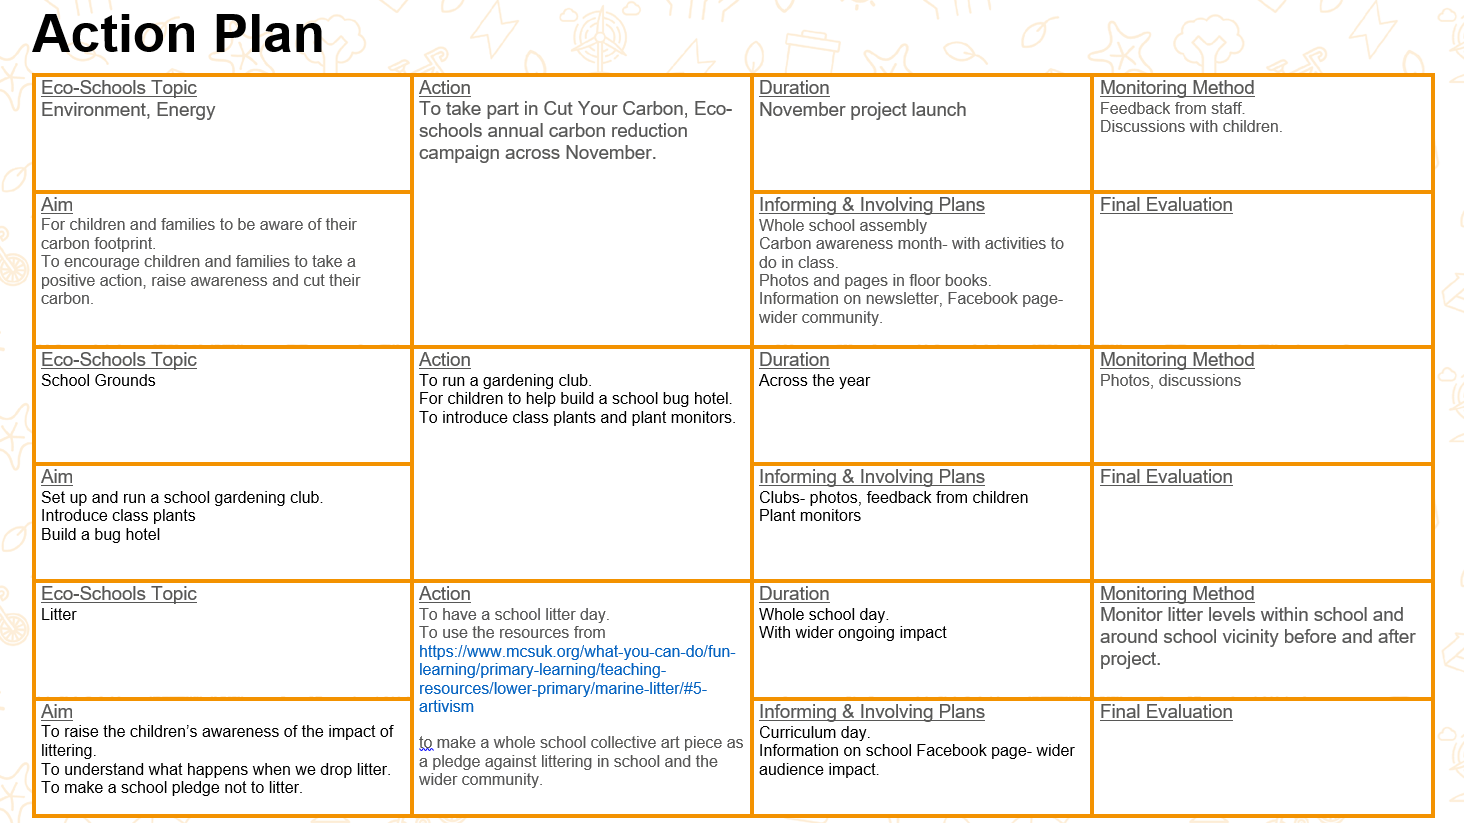 Action Plan
Eco-Schools Topic
Environment, Energy
Action
To take part in Cut Your Carbon, Eco-
schools annual carbon reduction
campaign across November.
Duration
November project launch
Monitoring Method
Feedback from staff.
Discussions with children.
Aim
For children and families to be aware of their
carbon footprint.
To encourage children and families to take a
positive action, raise awareness and cut their
carbon.
Informing & Involving Plans
Whole school assembly
Carbon awareness month- with activities to
do in class.
Photos and pages in floor books.
Information on newsletter, Facebook page-
wider community.
Final Evaluation
Eco-Schools Topic
School Grounds
Action
To run a gardening club.
For children to help build a school bug hotel.
To introduce class plants and plant monitors.
Duration
Across the year
Monitoring Method
Photos, discussions
Aim
Set up and run a school gardening club.
Introduce class plants
Build a bug hotel
Informing & Involving Plans
Clubs- photos, feedback from children
Plant monitors
Final Evaluation
Eco-Schools Topic
Litter
Action
To have a school litter day.
To use the resources from
https://www.mcsuk.org/what-you-can-do/fun-
learning/primary-learning/teaching-
resources/lower-primary/marine-litter/#5-
artivism
to make a whole school collective art piece as
a pledge against littering in school and the
wider community.
Duration
Whole school day.
With wider ongoing impact
Monitoring Method
Monitor litter levels within school and
around school vicinity before and after
project.
Aim
To raise the children’s awareness of the impact of
littering.
To understand what happens when we drop litter.
To make a school pledge not to litter.
Informing & Involving Plans
Curriculum day.
Information on school Facebook page- wider
audience impact.
Final Evaluation